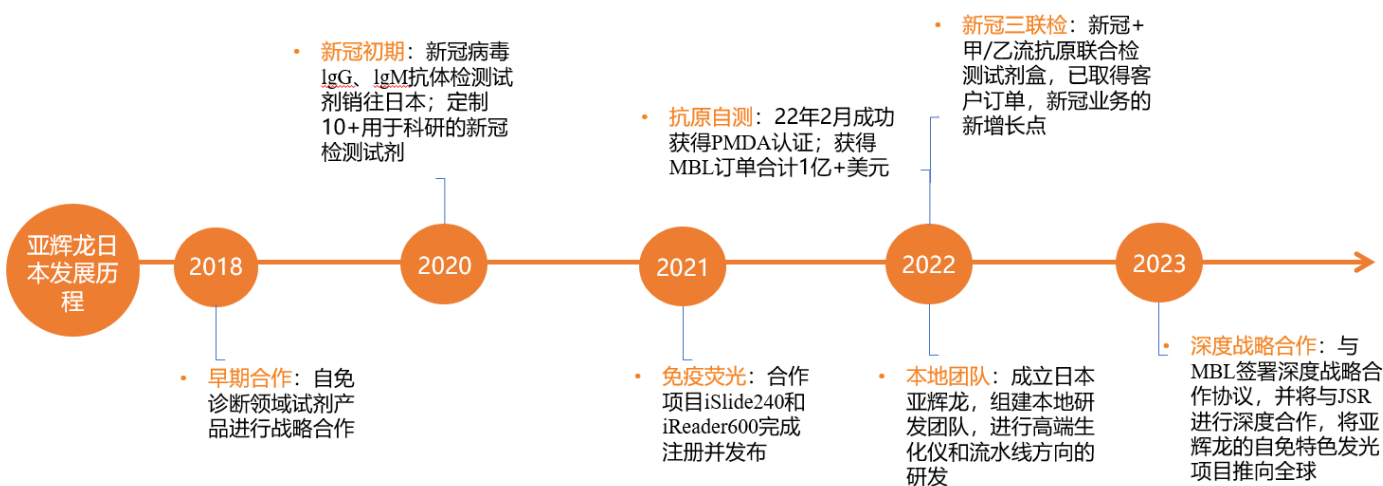 亚辉龙日
本发展历
程
2018
• 早期合作：自免
诊断领域试剂产
品进行战略合作
2020
• 新冠初期：新冠病毒
lgG、lgM抗体检测试
剂销往日本；定制
10+用于科研的新冠
检测试剂
2021
• 免疫荧光：合作
项目iSlide240和
iReader600完成
注册并发布
2022
• 抗原自测：22年2月成功
获得PMDA认证；获得
MBL订单合计1亿+美元
• 新冠三联检：新冠+
甲/乙流抗原联合检
测试剂盒，已取得客
户订单，新冠业务的
新增长点
• 本地团队：成立日本
亚辉龙，组建本地研
发团队，进行高端生
化仪和流水线方向的
研发
2023
• 深度战略合作：与
MBL签署深度战略合
作协议，并将与JSR
进行深度合作，将亚
辉龙的自免特色发光
项目推向全球